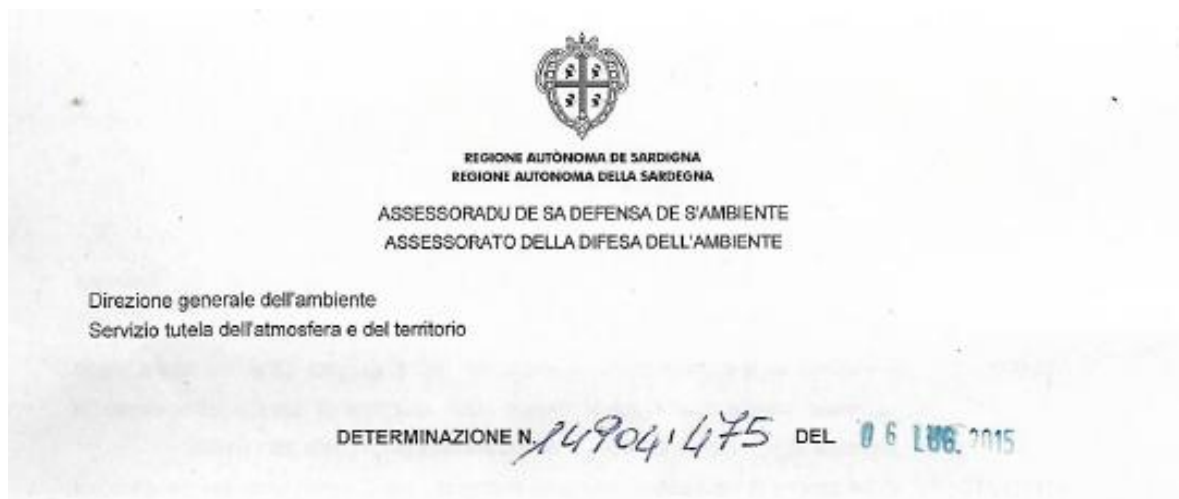 REGIONE AUTÒNOMA DE SARDIGNA
REGIONE AUTONOMA DELLA SARDEGNA
ASSESSORADU DE SA DEFENSA DE S'AMBIENTE
ASSESSORATO DELLA DIFESA DELL'AMBIENTE
Direzione generale dell'ambiente
Servizio tutela dell'atmosfera e del territorio
DETERMINAZIONE N. 14904/475 DEL 06 LUG. 2015